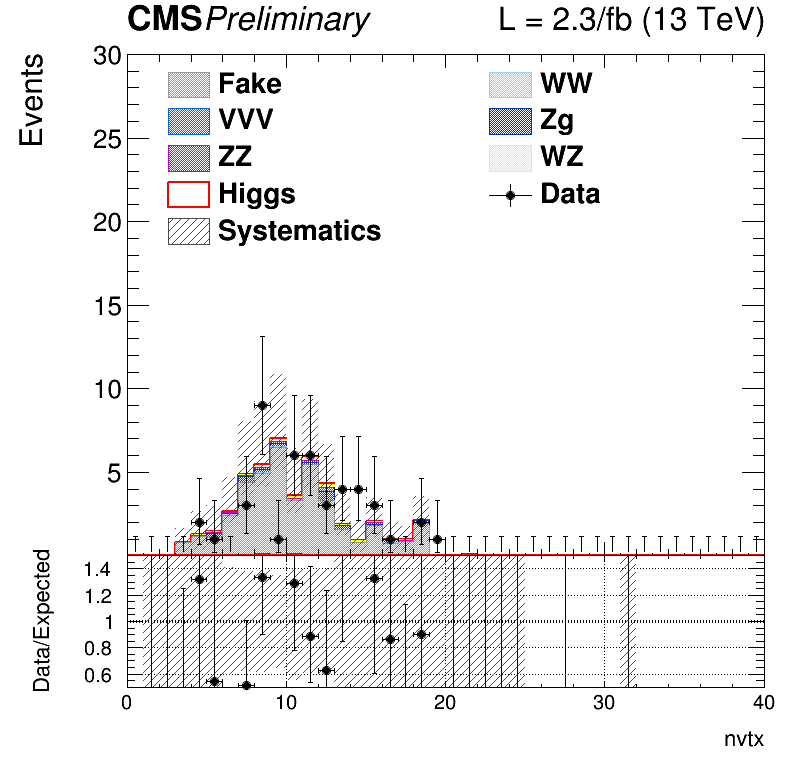 CMS Preliminary L = 2.3/fb (13 TeV)
Events
30
25
20
15
10
5
Fake WW
VVV Zg
ZZ WZ
Higgs Data
Systematics
Data/Expected
1.4
1.2
1
0.8
0.6
0 10 20 30 40
nvtx